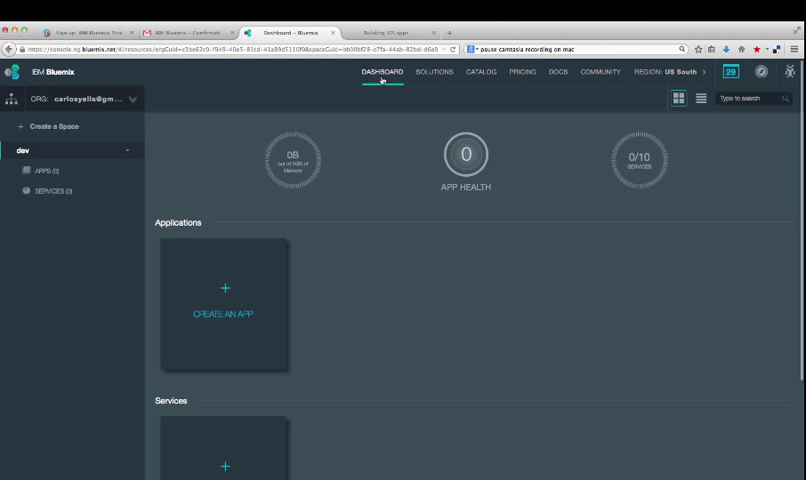 Sign up: IBM Bluemix Trial
IBM Bluemix – Confirmati
Dashboard – Bluemix
Building iOS apps
pause camtasia recording on mac
IBM Bluemix
DASHBOARD SOLUTIONS CATALOG PRICING DOCS COMMUNITY REGION: US South 29
ORG: carlosyells@gm...
Type to search
+ Create a Space
dev
APPS (0)
SERVICES (0)
0B
out of 2GB of
Memory
0
APP HEALTH
0/10
SERVICES
Applications
+
CREATE AN APP
Services
+